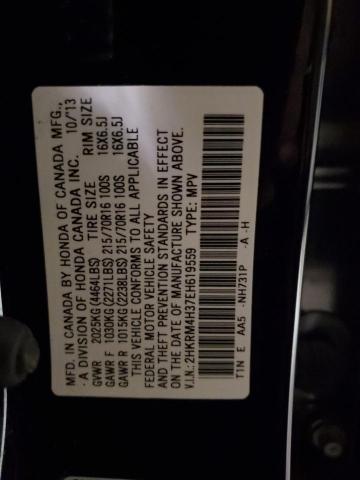 MFD. IN CANADA BY HONDA OF CANADA MFG.,
A DIVISION OF HONDA CANADA INC. 10/'13
TIRE SIZE RIM SIZE
GVWR 2025KG (4464LBS)
GAWR F 1030KG (2271LBS) 215/70R16 100S 16X6.5J
GAWR R 1015KG (2238LBS) 215/70R16 100S 16X6.5J
THIS VEHICLE CONFORMS TO ALL APPLICABLE
FEDERAL MOTOR VEHICLE SAFETY
AND THEFT PREVENTION STANDARDS IN EFFECT
ON THE DATE OF MANUFACTURE SHOWN ABOVE.
V.I.N.: 2HKRM4H37EH619559 TYPE: MPV
T1N E AA5 -NH731P -A -H